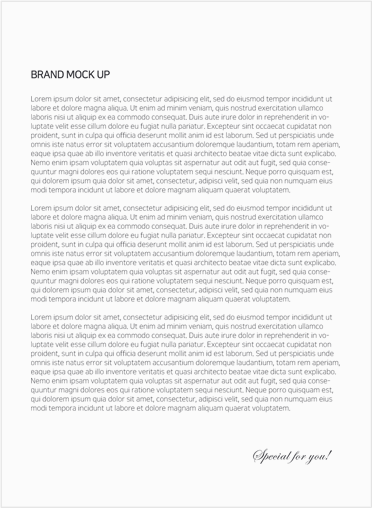 BRAND MOCK UP
Lorem ipsum dolor sit amet, consectetur adipisicing elit, sed do eiusmod tempor incididunt ut
labore et dolore magna aliqua. Ut enim ad minim veniam, quis nostrud exercitation ullamco
laboris nisi ut aliquip ex ea commodo consequat. Duis aute irure dolor in reprehenderit in vo-
luptate velit esse cillum dolore eu fugiat nulla pariatur. Excepteur sint occaecat cupidatat non
proident, sunt in culpa qui officia deserunt mollit anim id est laborum. Sed ut perspiciatis unde
omnis iste natus error sit voluptatem accusantium doloremque laudantium, totam rem aperiam,
eaque ipsa quae ab illo inventore veritatis et quasi architecto beatae vitae dicta sunt explicabo.
Nemo enim ipsam voluptatem quia voluptas sit aspernatur aut odit aut fugit, sed quia conse-
quuntur magni dolores eos qui ratione voluptatem sequi nesciunt. Neque porro quisquam est,
qui dolorem ipsum quia dolor sit amet, consectetur, adipisci velit, sed quia non numquam eius
modi tempora incidunt ut labore et dolore magnam aliquam quaerat voluptatem.
Lorem ipsum dolor sit amet, consectetur adipisicing elit, sed do eiusmod tempor incididunt ut
labore et dolore magna aliqua. Ut enim ad minim veniam, quis nostrud exercitation ullamco
laboris nisi ut aliquip ex ea commodo consequat. Duis aute irure dolor in reprehenderit in vo-
luptate velit esse cillum dolore eu fugiat nulla pariatur. Excepteur sint occaecat cupidatat non
proident, sunt in culpa qui officia deserunt mollit anim id est laborum. Sed ut perspiciatis unde
omnis iste natus error sit voluptatem accusantium doloremque laudantium, totam rem aperiam,
eaque ipsa quae ab illo inventore veritatis et quasi architecto beatae vitae dicta sunt explicabo.
Nemo enim ipsam voluptatem quia voluptas sit aspernatur aut odit aut fugit, sed quia conse-
quuntur magni dolores eos qui ratione voluptatem sequi nesciunt. Neque porro quisquam est,
qui dolorem ipsum quia dolor sit amet, consectetur, adipisci velit, sed quia non numquam eius
modi tempora incidunt ut labore et dolore magnam aliquam quaerat voluptatem.
Lorem ipsum dolor sit amet, consectetur adipisicing elit, sed do eiusmod tempor incididunt ut
labore et dolore magna aliqua. Ut enim ad minim veniam, quis nostrud exercitation ullamco
laboris nisi ut aliquip ex ea commodo consequat. Duis aute irure dolor in reprehenderit in vo-
luptate velit esse cillum dolore eu fugiat nulla pariatur. Excepteur sint occaecat cupidatat non
proident, sunt in culpa qui officia deserunt mollit anim id est laborum. Sed ut perspiciatis unde
omnis iste natus error sit voluptatem accusantium doloremque laudantium, totam rem aperiam,
eaque ipsa quae ab illo inventore veritatis et quasi architecto beatae vitae dicta sunt explicabo.
Nemo enim ipsam voluptatem quia voluptas sit aspernatur aut odit aut fugit, sed quia conse-
quuntur magni dolores eos qui ratione voluptatem sequi nesciunt. Neque porro quisquam est,
qui dolorem ipsum quia dolor sit amet, consectetur, adipisci velit, sed quia non numquam eius
modi tempora incidunt ut labore et dolore magnam aliquam quaerat voluptatem.
Special for you!